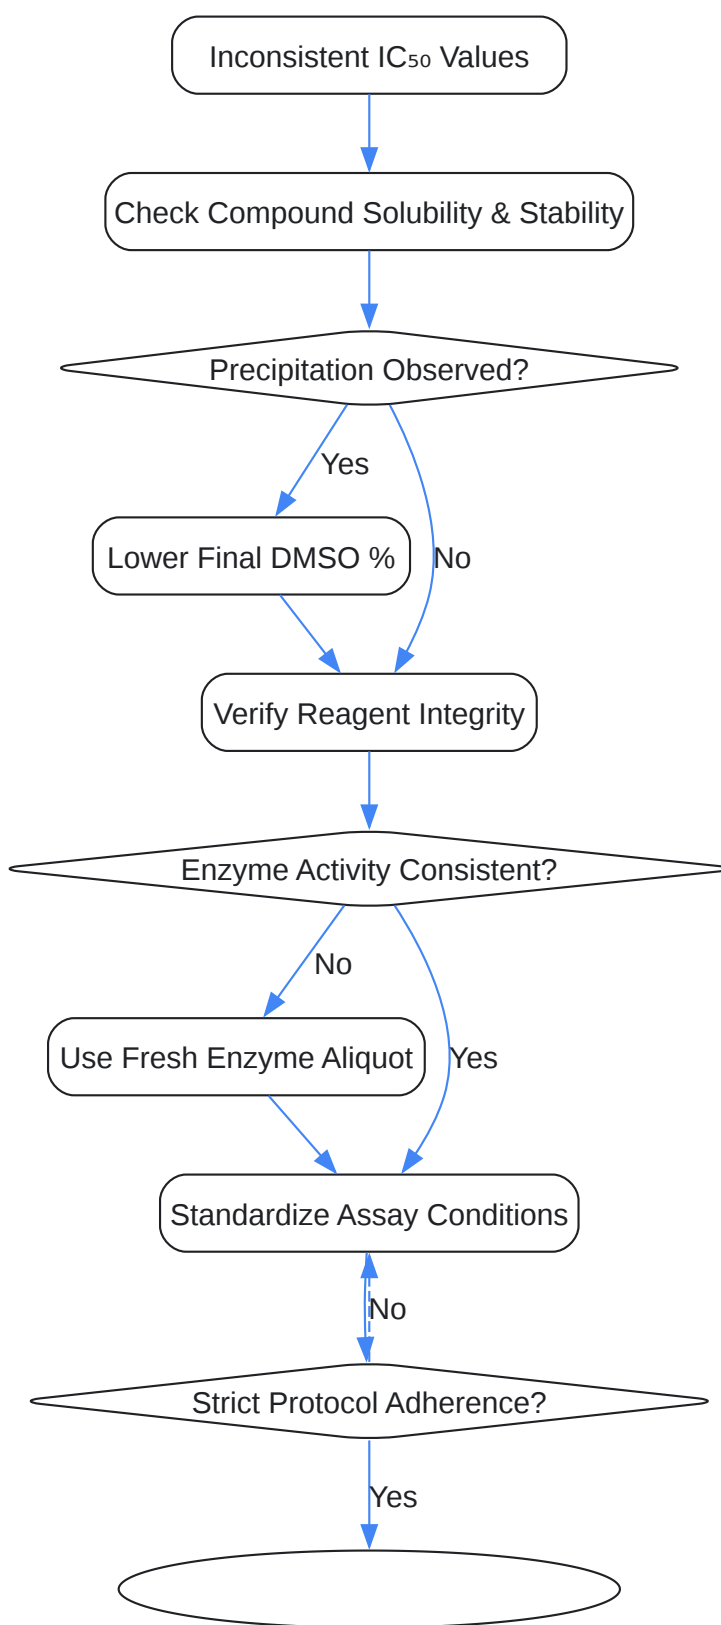 Inconsistent IC₅₀ Values
Check Compound Solubility & Stability
Precipitation Observed?
Yes
Lower Final DMSO %
No
Verify Reagent Integrity
Enzyme Activity Consistent?
No
Use Fresh Enzyme Aliquot
Yes
Standardize Assay Conditions
No
Strict Protocol Adherence?
Yes